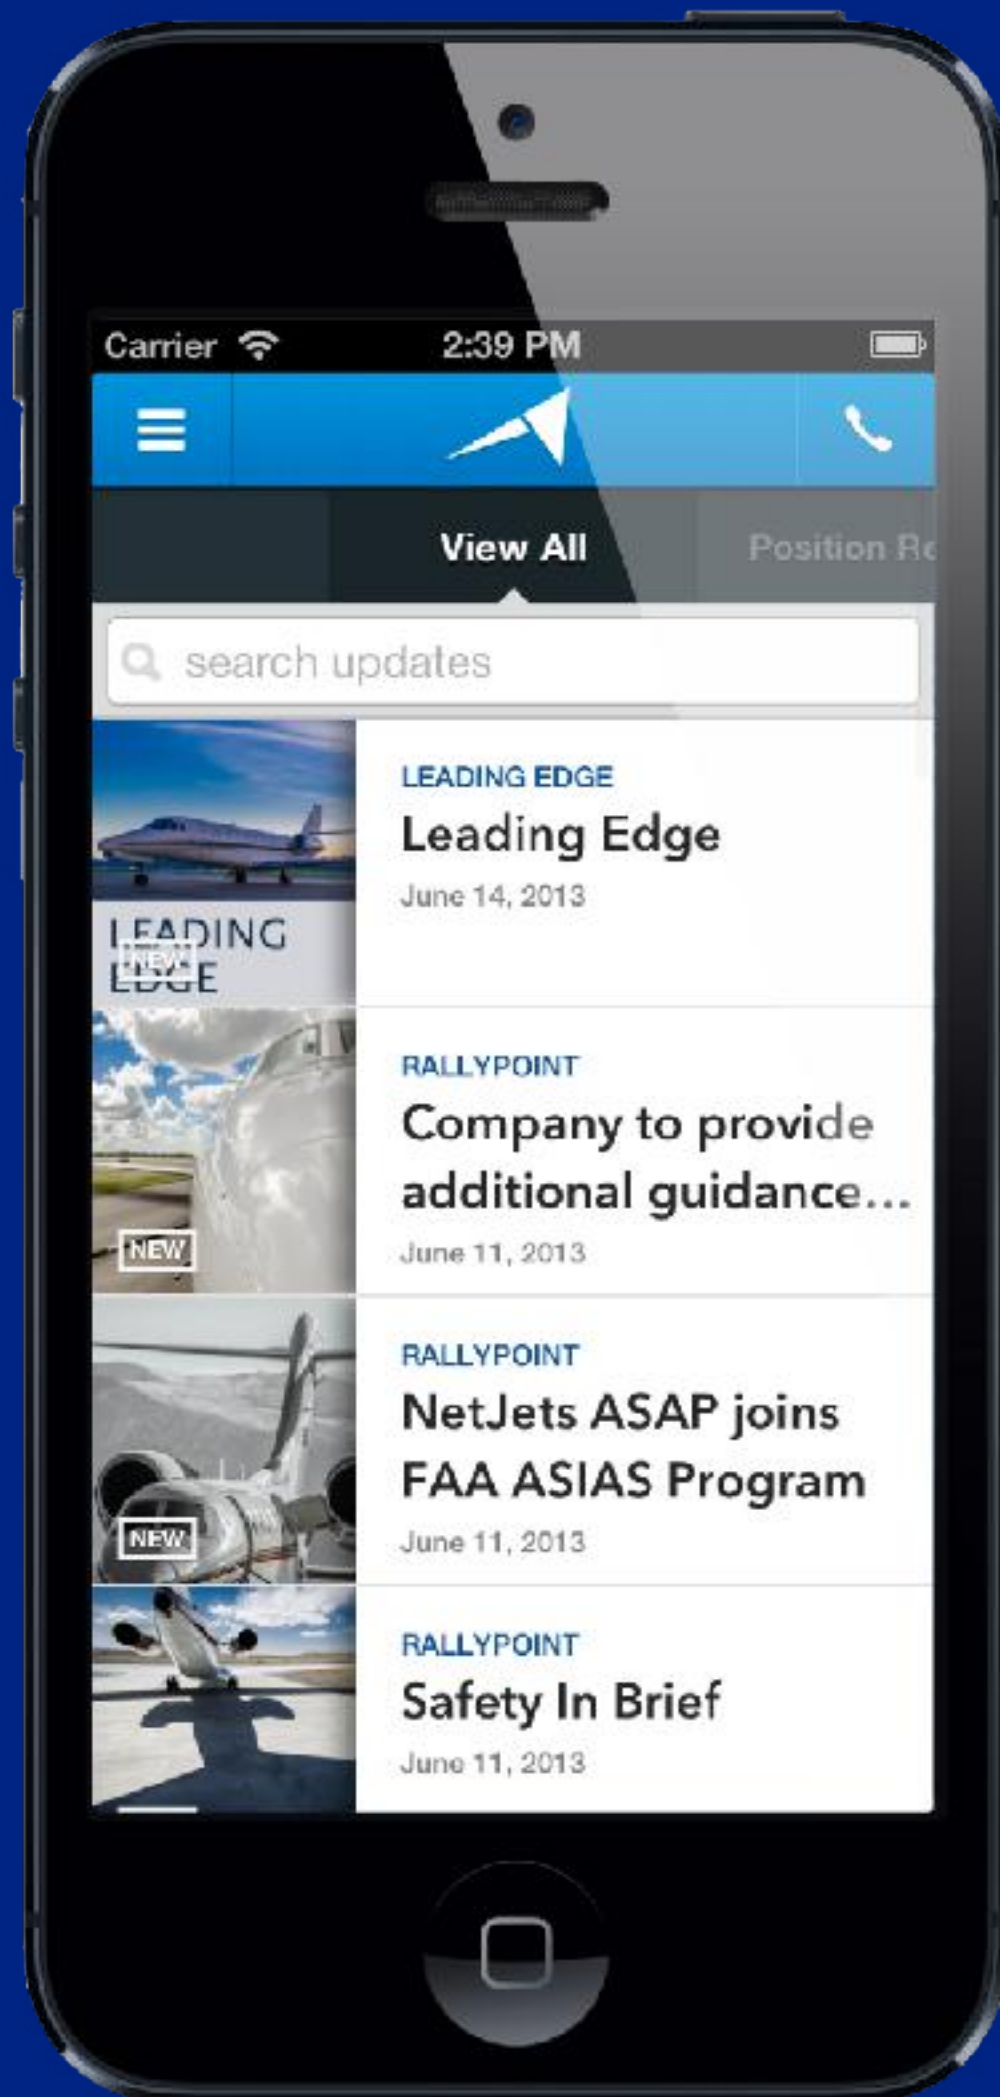 Carrier 2:39 PM
View All Position Re
search updates
LEADING EDGE
Leading Edge
June 14, 2013
LEADING
EDGE
NEW
RALLYPOINT
Company to provide
additional guidance...
June 11, 2013
NEW
RALLYPOINT
NetJets ASAP joins
FAA ASIAS Program
June 11, 2013
NEW
RALLYPOINT
Safety In Brief
June 11, 2013